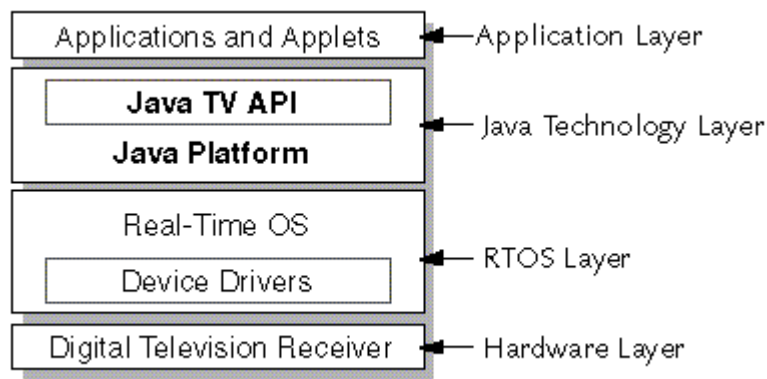 Applications and Applets
Application Layer
Java TV API
Java Platform
Java Technology Layer
Real-Time OS
Device Drivers
RTOS Layer
Digital Television Receiver
Hardware Layer